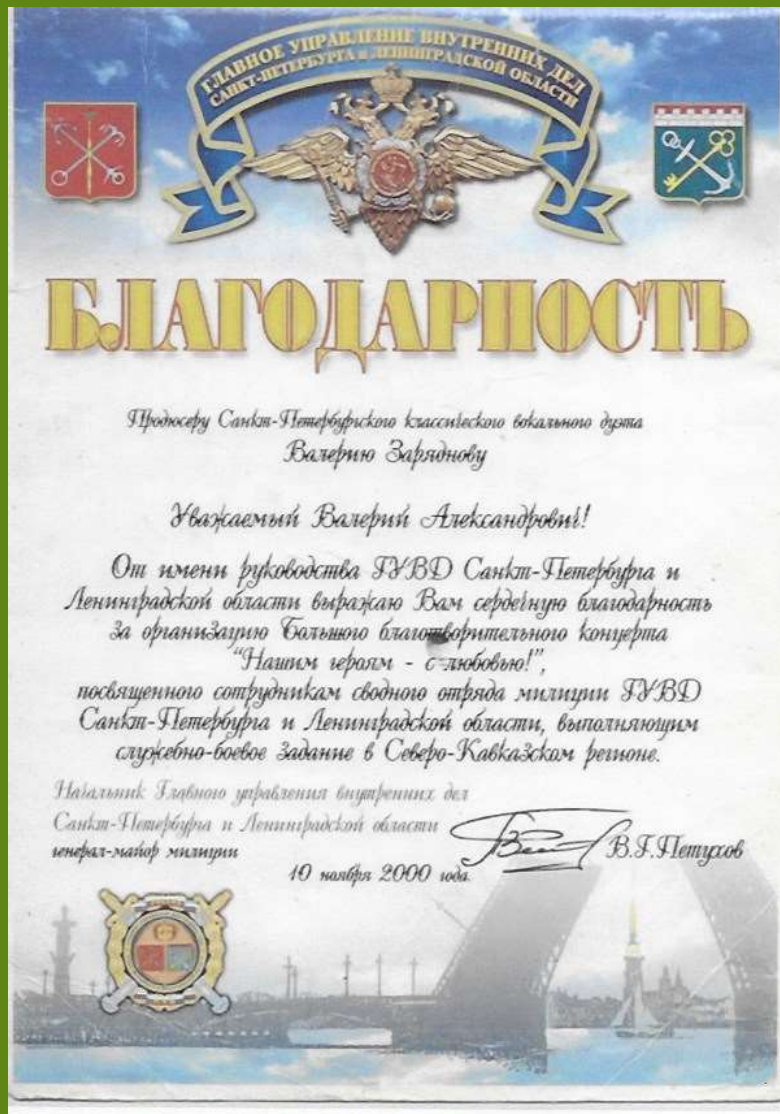 ГЛАВНОЕ УПРАВЛЕНИЕ ВНУТРЕННИХ ДЕЛ
САНКТ-ПЕТЕРБУРГА и ЛЕНИНГРАДСКОЙ ОБЛАСТИ
БЛАГОДАРНОСТЬ
Продюсеру Санкт-Петербургского классического вокального дуэта
Валерию Заряднову
Уважаемый Валерий Александрович!
От имени руководства ГУВД Санкт-Петербурга и
Ленинградской области выражаю Вам сердечную благодарность
за организацию Большого благотворительного концерта
"Нашим героям - с любовью!",
посвященного сотрудникам сводного отряда милиции ГУВД
Санкт-Петербурга и Ленинградской области, выполняющим
служебно-боевое задание в Северо-Кавказском регионе.
Начальник Главного управления внутренних дел
Санкт-Петербурга и Ленинградской области
генерал-майор милиции
В.Г.Петухов
10 ноября 2000 года.